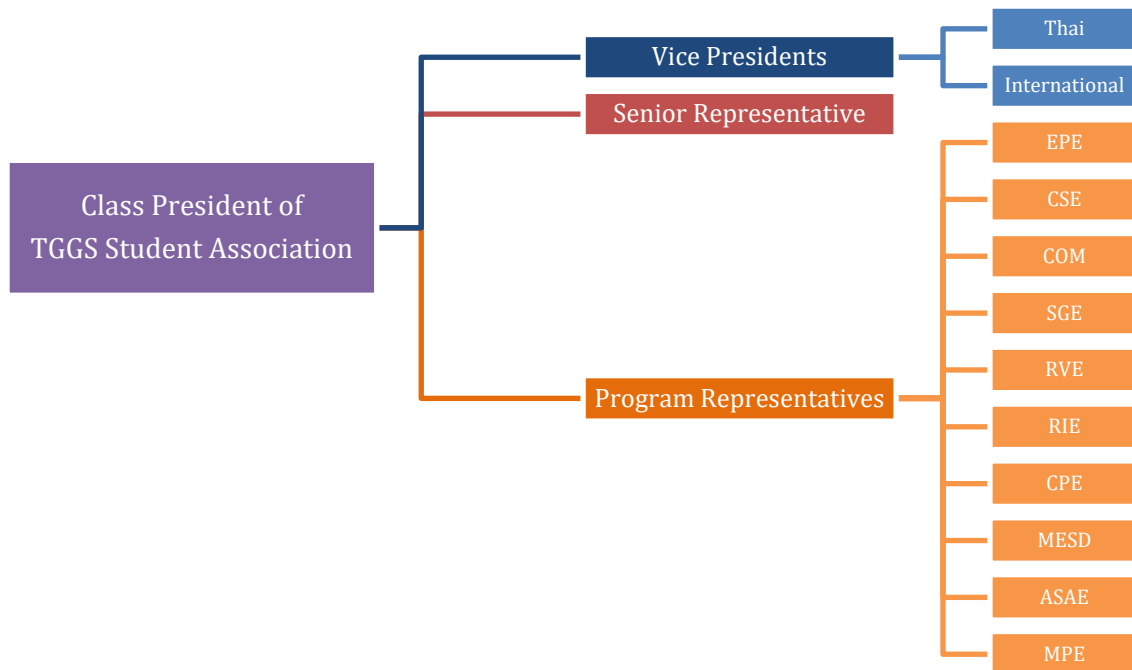 Class President of
TGGS Student Association
Vice Presidents
Thai
International
Senior Representative
Program Representatives
EPE
CSE
COM
SGE
RVE
RIE
CPE
MESD
ASAE
MPE